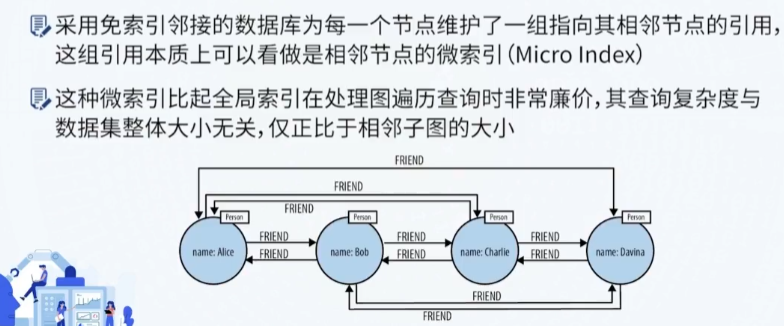 采用免索引邻接的数据库为每一个节点维护了一组指向其相邻节点的引用,
这组引用本质上可以看做是相邻节点的微索引(Micro Index)
这种微索引比起全局索引在处理图遍历查询时非常廉价,其查询复杂度与
数据集整体大小无关,仅正比于相邻子图的大小
FRIEND
FRIEND
FRIEND
Person Person Person Person
FRIEND FRIEND FRIEND
name: Alice name: Bob name: Charlie name: Davina
FRIEND FRIEND FRIEND
FRIEND
FRIEND